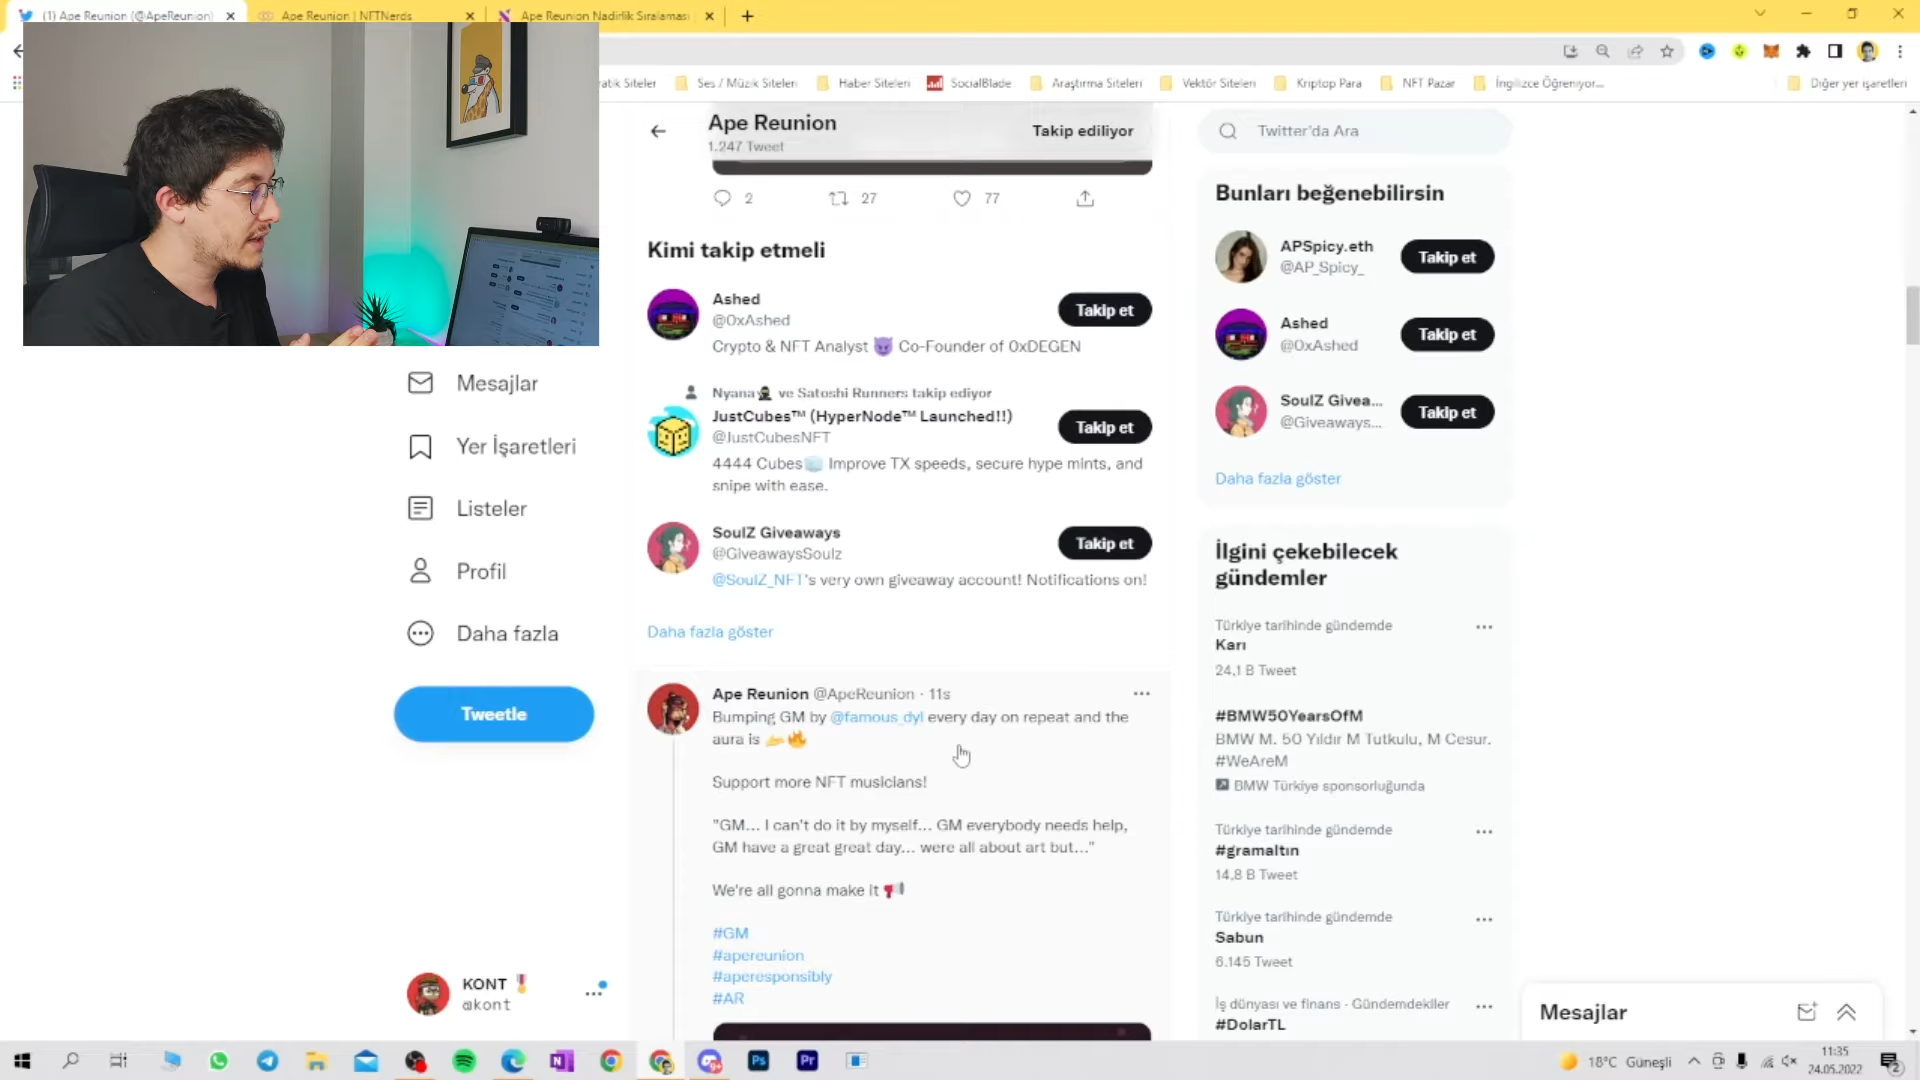 (1) Ape Reunion (@ApeReunion)
Ape Reunion | NFTNerds
Ape Reunion Nadirlik Sıralaması
Ses / Müzik Siteleri
Haber Siteleri
SocialBlade
Araştırma Siteleri
Vektör Siteleri
Kriptop Para
NFT Pazar
İngilizce Öğreniyor...
Diğer yer işaretleri
Ape Reunion
1.247 Tweet
Takip ediliyor
2
27
77
Kimi takip etmeli
Ashed
@0xAshed
Takip et
Crypto & NFT Analyst 😈 Co-Founder of 0xDEGEN
Nyana🥷 ve Satoshi Runners takip ediyor
JustCubes™ (HyperNode™ Launched!!)
@JustCubesNFT
Takip et
4444 Cubes🧊 Improve TX speeds, secure hype mints, and
snipe with ease.
SoulZ Giveaways
@GiveawaysSoulz
Takip et
@SoulZ_NFT's very own giveaway account! Notifications on!
Daha fazla göster
Ape Reunion @ApeReunion · 11s
Bumping GM by @famous_dyl every day on repeat and the
aura is 🫴🔥
Support more NFT musicians!
"GM... I can't do it by myself... GM everybody needs help,
GM have a great great day... were all about art but..."
We're all gonna make it 📢
#GM
#apereunion
#aperesponsibly
#AR
Mesajlar
Yer İşaretleri
Listeler
Profil
Daha fazla
Tweetle
KONT 🎖
@kont
Twitter'da Ara
Bunları beğenebilirsin
APSpicy.eth
@AP_Spicy_
Takip et
Ashed
@0xAshed
Takip et
SoulZ Givea...
@Giveaways...
Takip et
Daha fazla göster
İlgini çekebilecek
gündemler
Türkiye tarihinde gündemde
Karı
24,1 B Tweet
#BMW50YearsOfM
BMW M. 50 Yıldır M Tutkulu, M Cesur.
#WeAreM
BMW Türkiye sponsorluğunda
Türkiye tarihinde gündemde
#gramaltın
14,8 B Tweet
Türkiye tarihinde gündemde
Sabun
6.145 Tweet
İş dünyası ve finans · Gündemdekiler
#DolarTL
Mesajlar
Ps
Pr
18°C Güneşli
11:35
24.05.2022
2